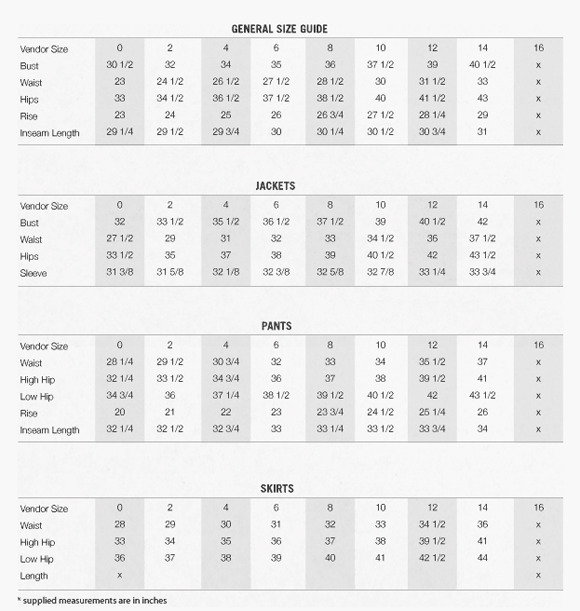 GENERAL SIZE GUIDE
Vendor Size 0 2 4 6 8 10 12 14 16
Bust 30 1/2 32 34 35 36 37 1/2 39 40 1/2 x
Waist 23 24 1/2 26 1/2 27 1/2 28 1/2 30 31 1/2 33 x
Hips 33 34 1/2 36 1/2 37 1/2 38 1/2 40 41 1/2 43 x
Rise 23 24 25 26 26 3/4 27 1/2 28 1/4 29 x
Inseam Length 29 1/4 29 1/2 29 3/4 30 30 1/4 30 1/2 30 3/4 31 x
JACKETS
Vendor Size 0 2 4 6 8 10 12 14 16
Bust 32 33 1/2 35 1/2 36 1/2 37 1/2 39 40 1/2 42 x
Waist 27 1/2 29 31 32 33 34 1/2 36 37 1/2 x
Hips 33 1/2 35 37 38 39 40 1/2 42 43 1/2 x
Sleeve 31 3/8 31 5/8 32 1/8 32 3/8 32 5/8 32 7/8 33 1/4 33 3/4 x
PANTS
Vendor Size 0 2 4 6 8 10 12 14 16
Waist 28 1/4 29 1/2 30 3/4 32 33 34 35 1/2 37 x
High Hip 32 1/4 33 1/2 34 3/4 36 37 38 39 1/2 41 x
Low Hip 34 3/4 36 37 1/4 38 1/2 39 1/2 40 1/2 42 43 1/2 x
Rise 20 21 22 23 23 3/4 24 1/2 25 1/4 26 x
Inseam Length 32 1/4 32 1/2 32 3/4 33 33 1/4 33 1/2 33 3/4 34 x
SKIRTS
Vendor Size 0 2 4 6 8 10 12 14 16
Waist 28 29 30 31 32 33 34 1/2 36 x
High Hip 33 34 35 36 37 38 39 1/2 41 x
Low Hip 36 37 38 39 40 41 42 1/2 44 x
Length x x
* supplied measurements are in inches